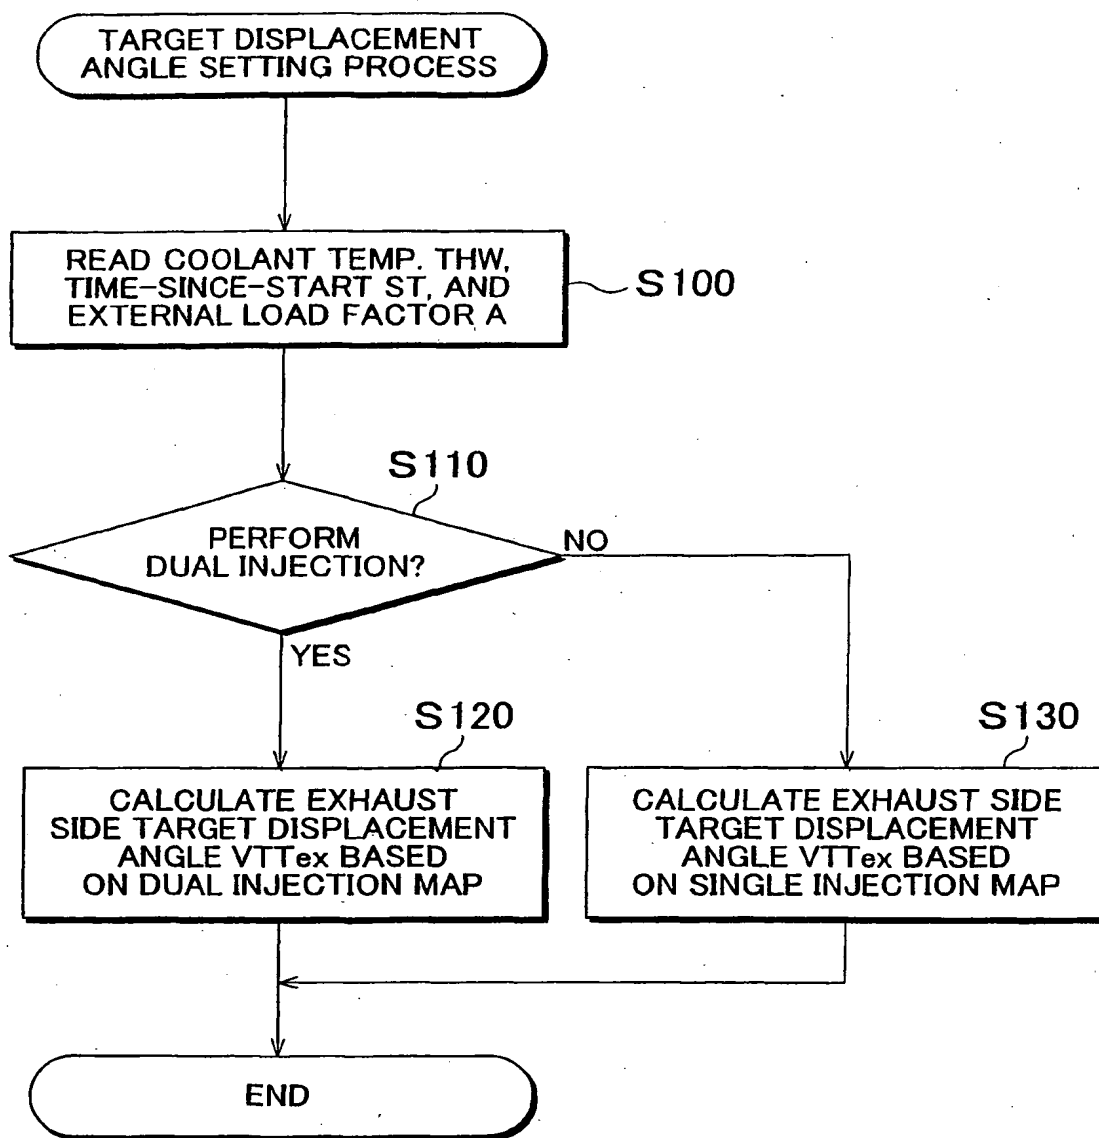 TARGET DISPLACEMENT
ANGLE SETTING PROCESS
READ COOLANT TEMP. THW,
TIME-SINCE-START ST, AND
EXTERNAL LOAD FACTOR A
S100
S110
PERFORM
DUAL INJECTION?
NO
YES
S120
CALCULATE EXHAUST
SIDE TARGET DISPLACEMENT
ANGLE VTTex BASED
ON DUAL INJECTION MAP
S130
CALCULATE EXHAUST SIDE
TARGET DISPLACEMENT
ANGLE VTTex BASED
ON SINGLE INJECTION MAP
END